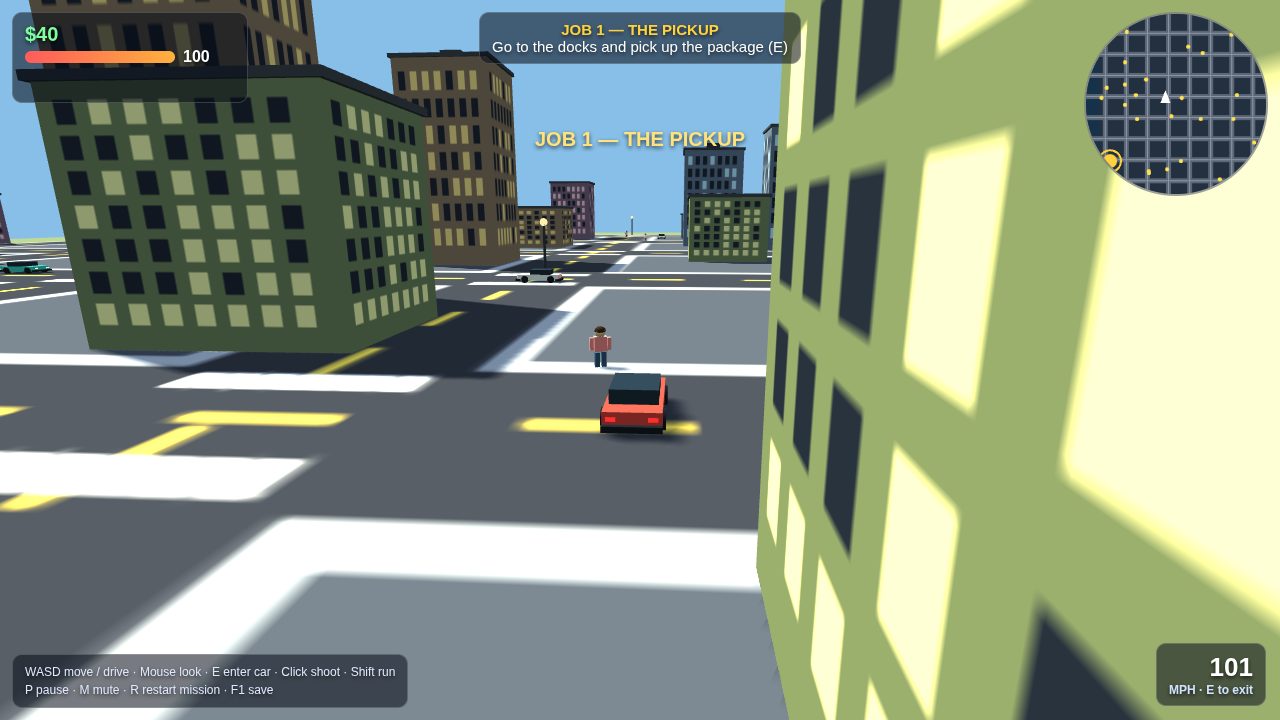 $40
100
JOB 1 — THE PICKUP
Go to the docks and pick up the package (E)
JOB 1 — THE PICKUP
WASD move / drive · Mouse look · E enter car · Click shoot · Shift run
P pause · M mute · R restart mission · F1 save
101
MPH · E to exit